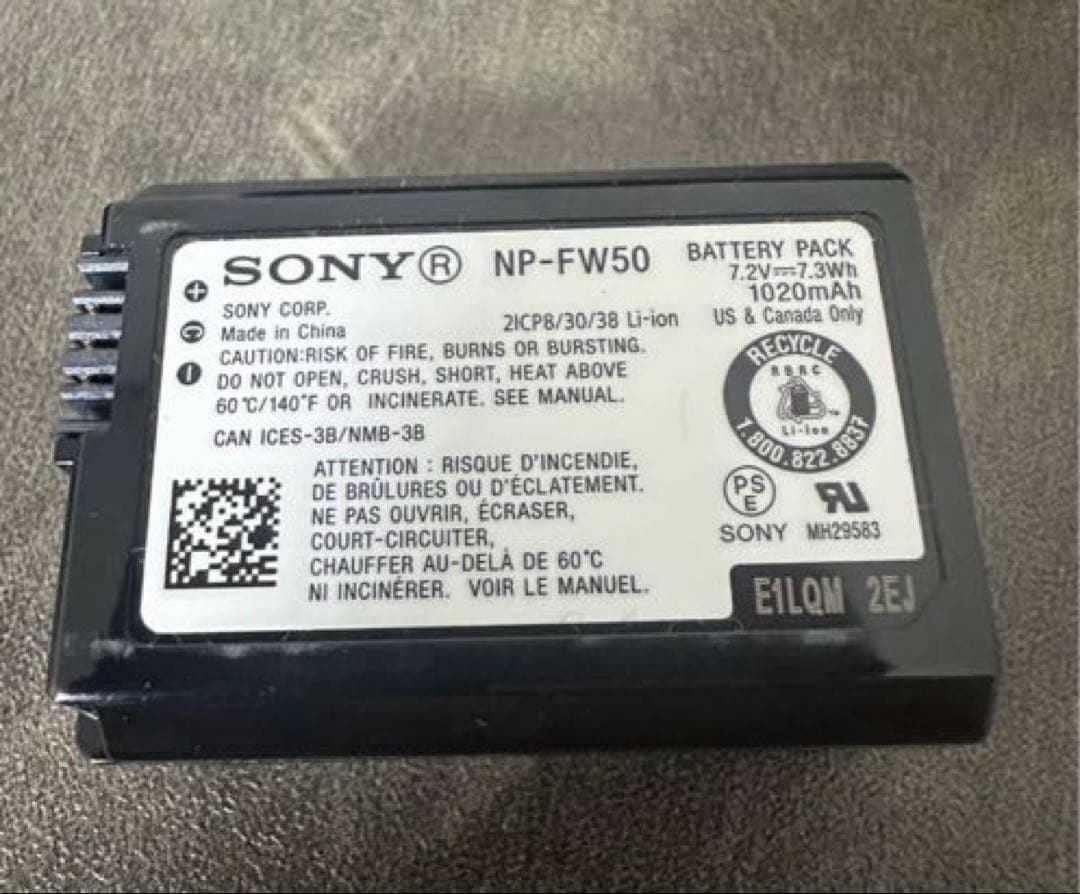 SONY® NP-FW50
BATTERY PACK
7.2V⎓7.3Wh
1020mAh
US & Canada Only
SONY CORP.
Made in China
2ICP8/30/38 Li-ion
CAUTION:RISK OF FIRE, BURNS OR BURSTING.
DO NOT OPEN, CRUSH, SHORT, HEAT ABOVE
60℃/140°F OR INCINERATE. SEE MANUAL.
CAN ICES-3B/NMB-3B
ATTENTION : RISQUE D'INCENDIE,
DE BRÛLURES OU D'ÉCLATEMENT.
NE PAS OUVRIR, ÉCRASER,
COURT-CIRCUITER,
CHAUFFER AU-DELÀ DE 60℃
NI INCINÉRER. VOIR LE MANUEL.
RECYCLE
RBRC
Li-ion
1.800.822.8837
PS
E
SONY
RU
MH29583
E1LQM 2EJ